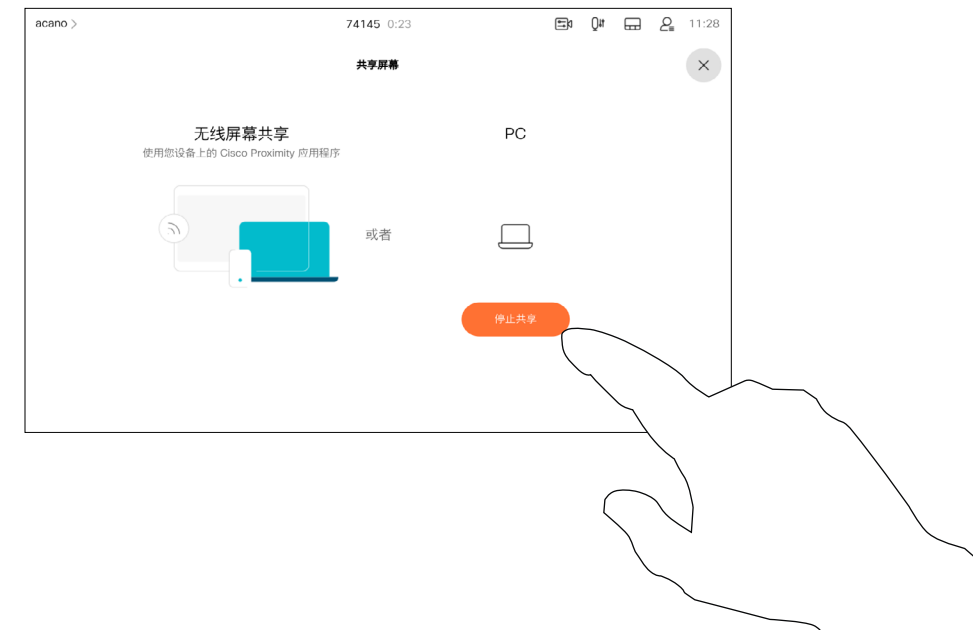 acano >
74145 0:23
11:28
共享屏幕
无线屏幕共享
使用您设备上的 Cisco Proximity 应用程序
PC
或者
停止共享